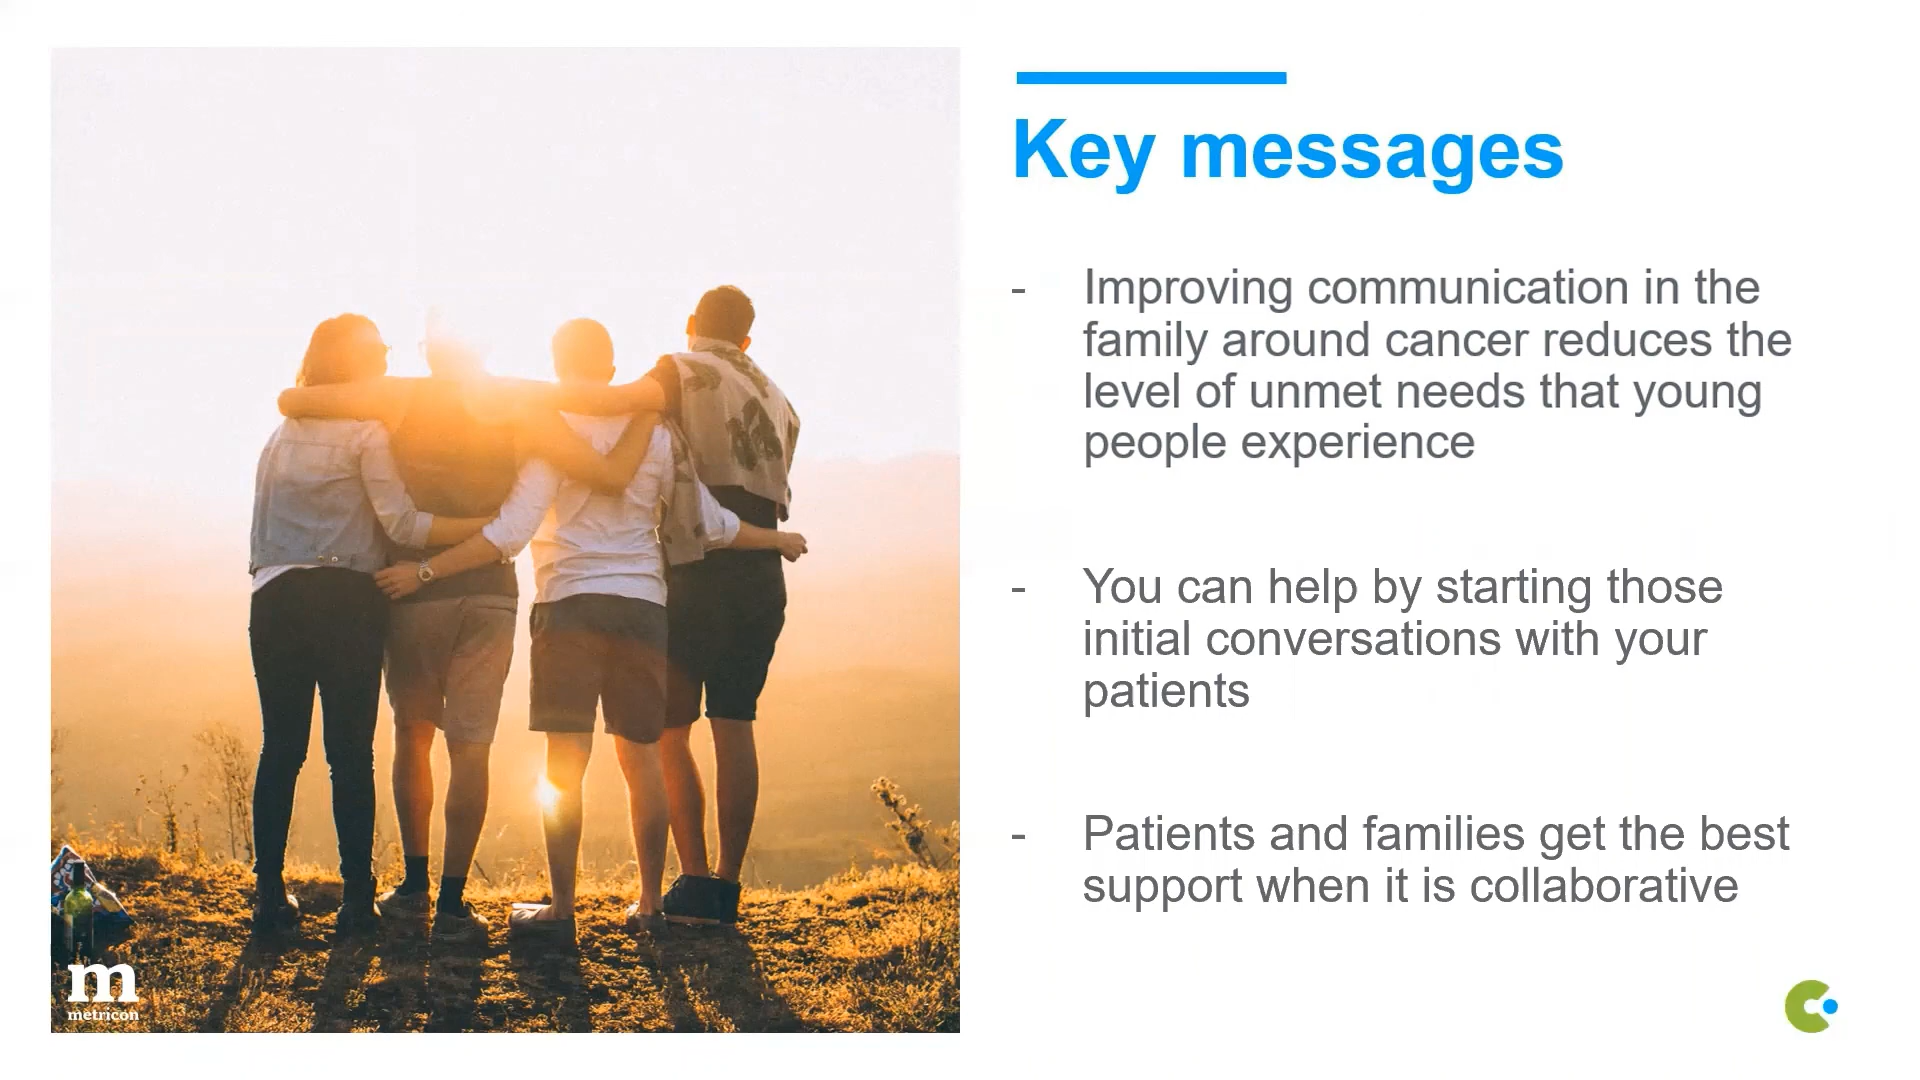 Key messages
- Improving communication in the
family around cancer reduces the
level of unmet needs that young
people experience
- You can help by starting those
initial conversations with your
patients
- Patients and families get the best
support when it is collaborative
m
metricon